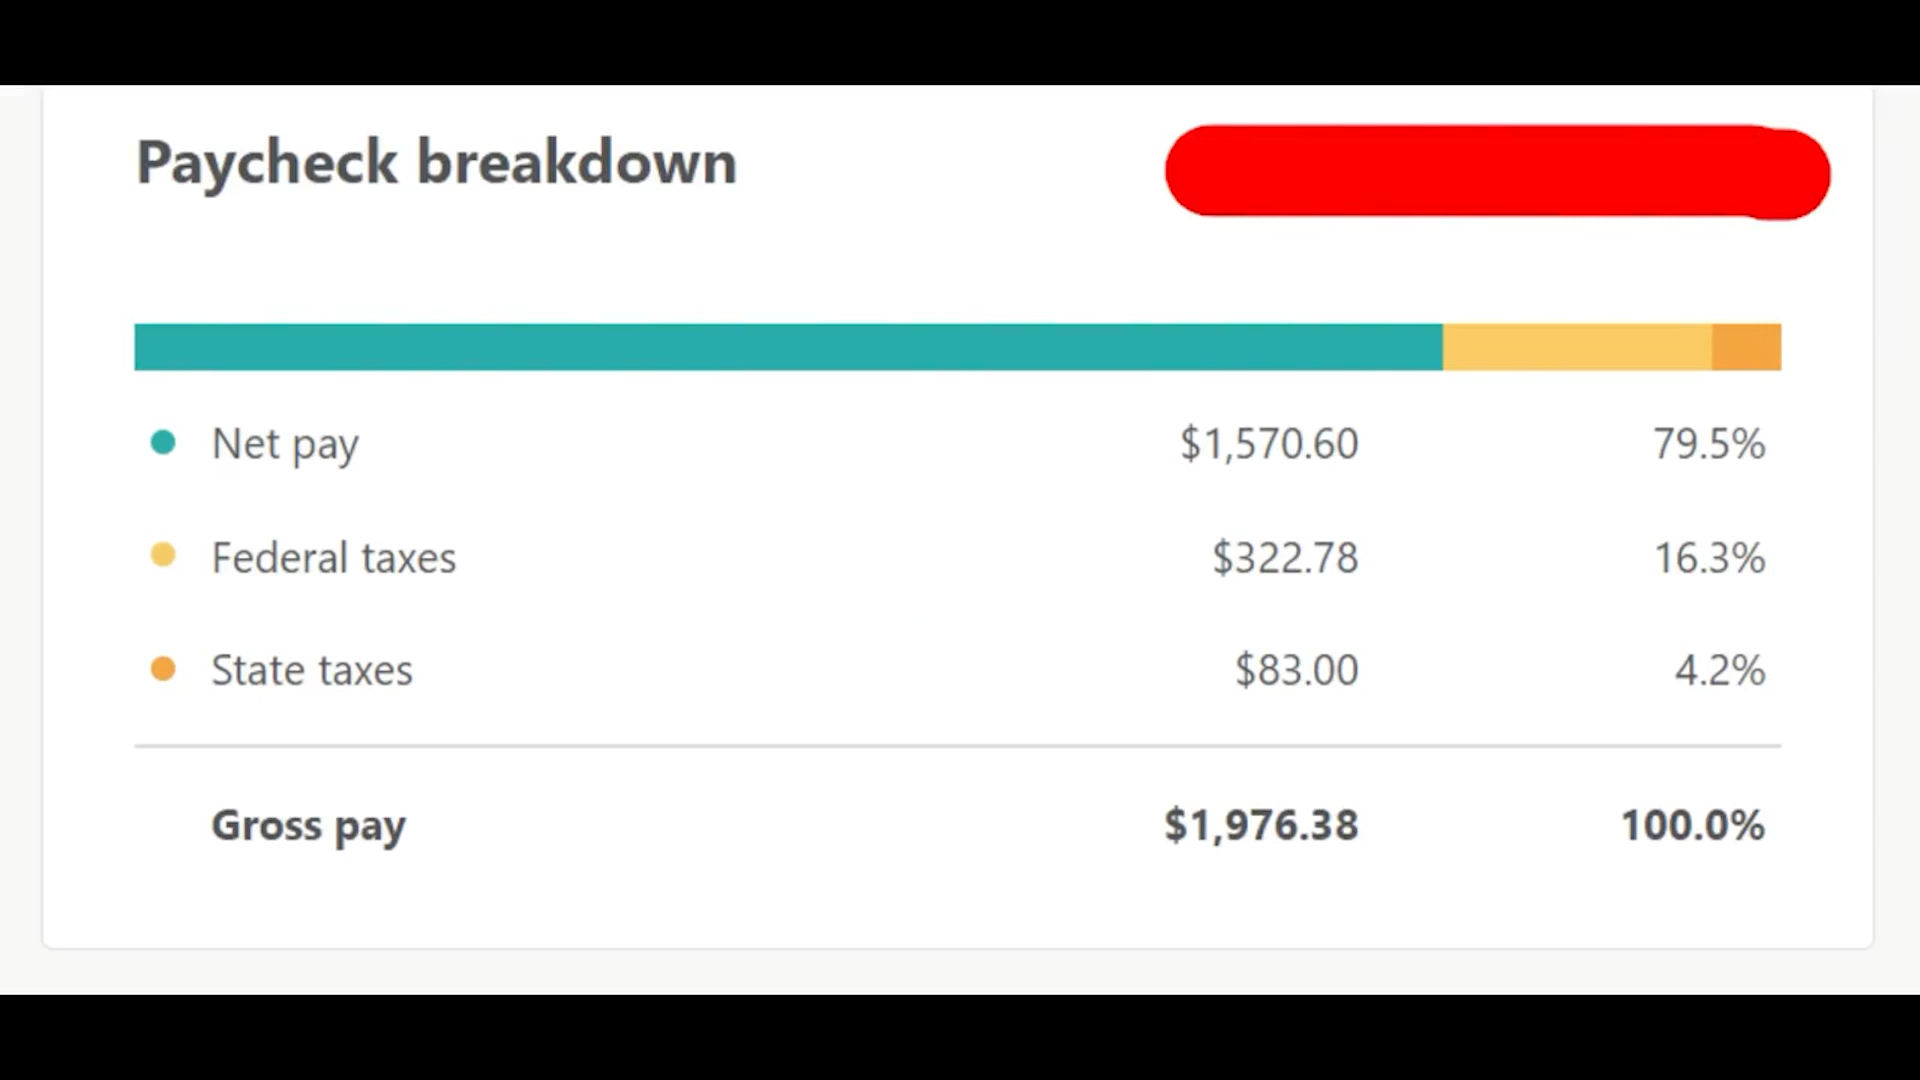 Paycheck breakdown
Net pay $1,570.60 79.5%
Federal taxes $322.78 16.3%
State taxes $83.00 4.2%
Gross pay $1,976.38 100.0%